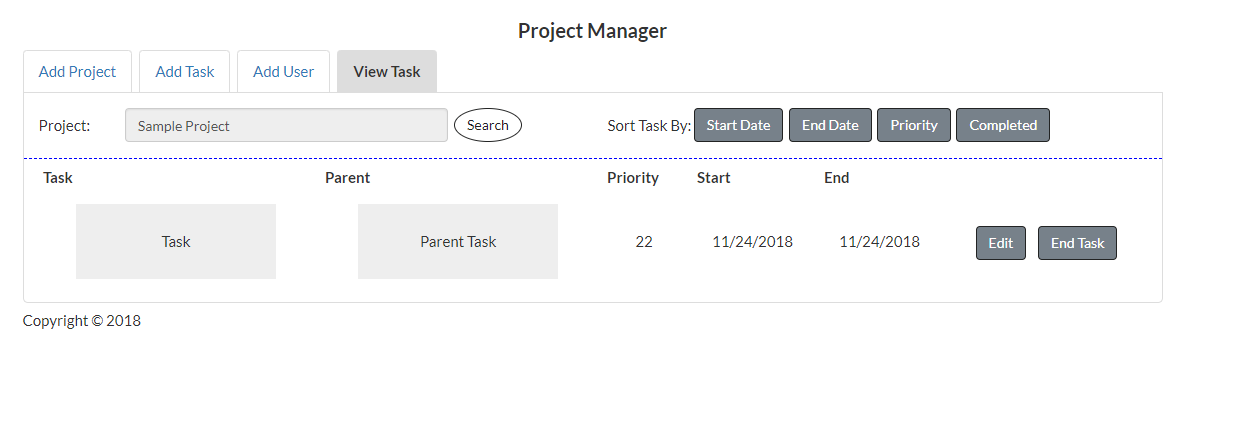 Project Manager
Add Project Add Task Add User View Task
Project: Sample Project Search Sort Task By: Start Date End Date Priority Completed
Task Parent Priority Start End
Task Parent Task 22 11/24/2018 11/24/2018 Edit End Task
Copyright © 2018